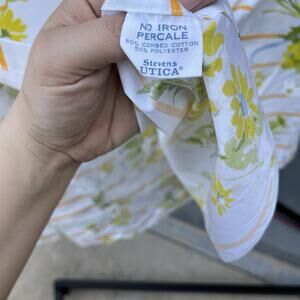 NO IRON
PERCALE
50% COMBED COTTON
50% POLYESTER
Stevens
UTICA®